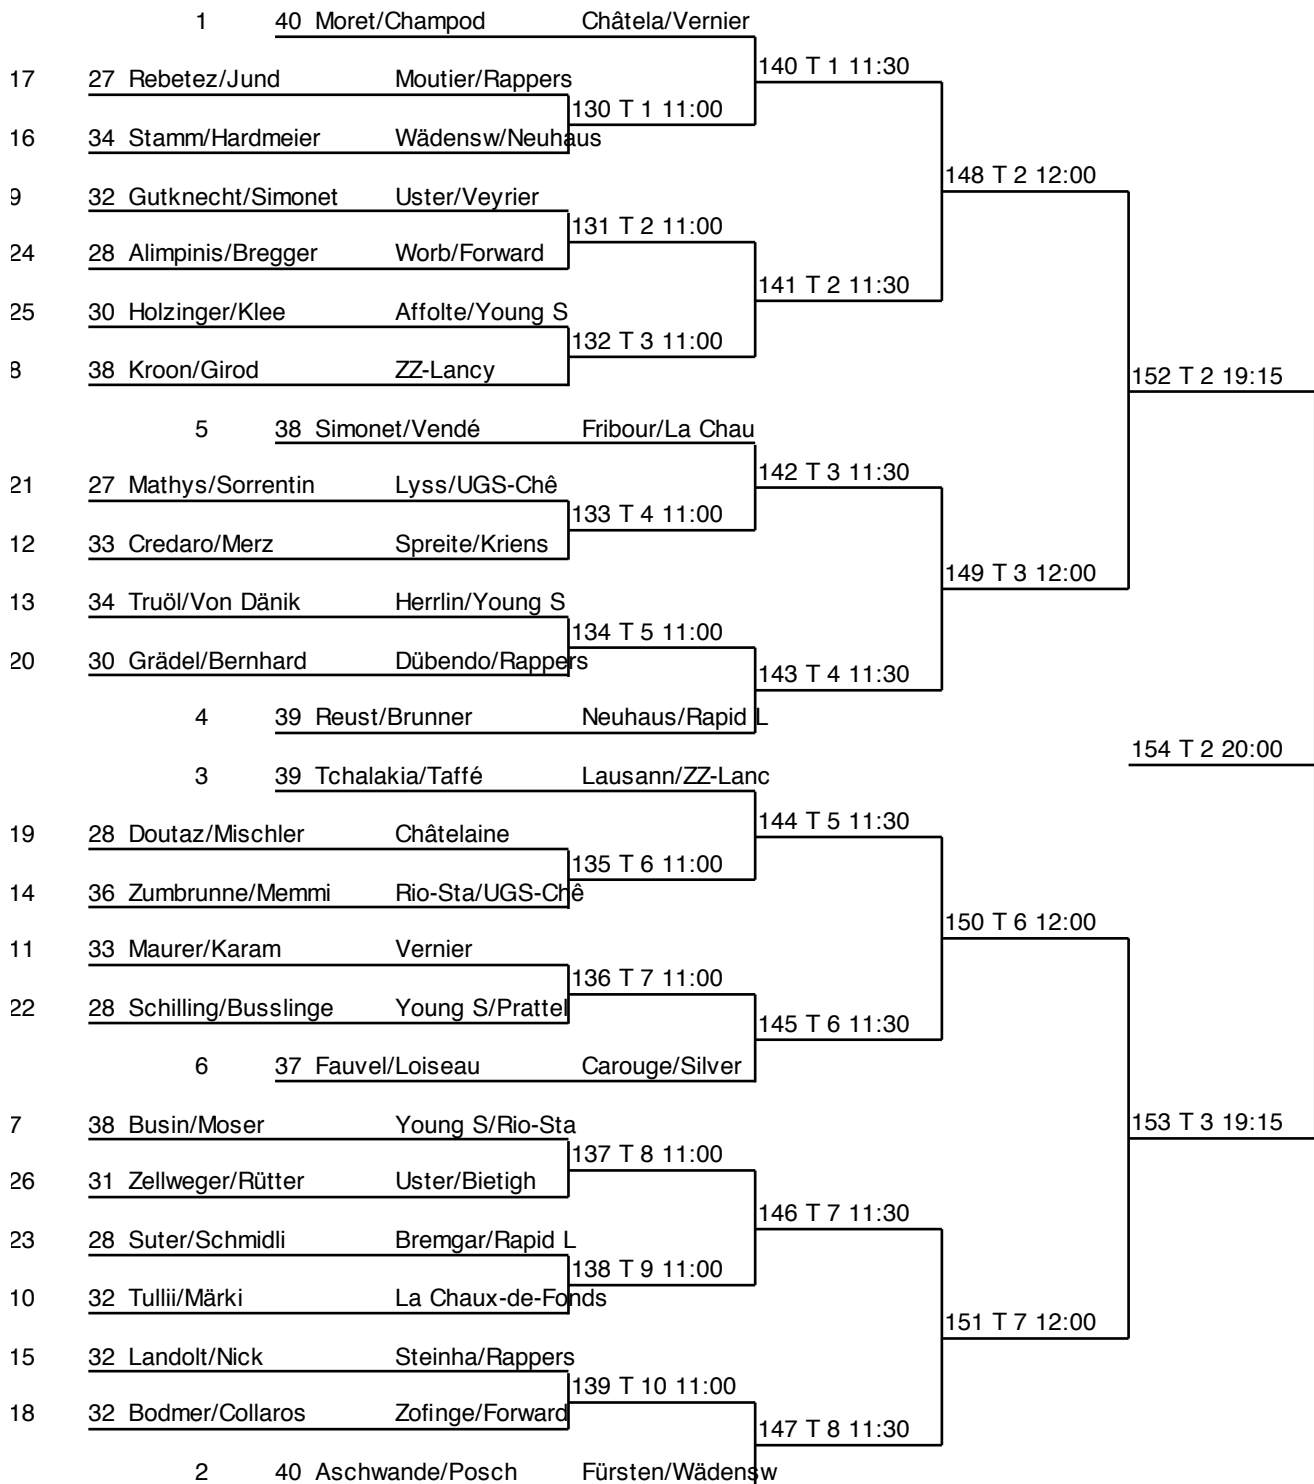 1 40 Moret/Champod Châtela/Vernier
140 T 1 11:30
17 27 Rebetez/Jund Moutier/Rappers
130 T 1 11:00
16 34 Stamm/Hardmeier Wädensw/Neuhaus
148 T 2 12:00
9 32 Gutknecht/Simonet Uster/Veyrier
131 T 2 11:00
24 28 Alimpinis/Bregger Worb/Forward
141 T 2 11:30
25 30 Holzinger/Klee Affolte/Young S
132 T 3 11:00
8 38 Kroon/Girod ZZ-Lancy
152 T 2 19:15
5 38 Simonet/Vendé Fribour/La Chau
142 T 3 11:30
21 27 Mathys/Sorrentin Lyss/UGS-Chê
133 T 4 11:00
12 33 Credaro/Merz Spreite/Kriens
149 T 3 12:00
13 34 Truöl/Von Dänik Herrlin/Young S
134 T 5 11:00
20 30 Grädel/Bernhard Dübendo/Rappers
143 T 4 11:30
4 39 Reust/Brunner Neuhaus/Rapid L
154 T 2 20:00
3 39 Tchalakia/Taffé Lausann/ZZ-Lanc
144 T 5 11:30
19 28 Doutaz/Mischler Châtelaine
135 T 6 11:00
14 36 Zumbrunne/Memmi Rio-Sta/UGS-Chê
150 T 6 12:00
11 33 Maurer/Karam Vernier
136 T 7 11:00
22 28 Schilling/Busslinge Young S/Prattel
145 T 6 11:30
6 37 Fauvel/Loiseau Carouge/Silver
7 38 Busin/Moser Young S/Rio-Sta
153 T 3 19:15
137 T 8 11:00
26 31 Zellweger/Rütter Uster/Bietigh
146 T 7 11:30
23 28 Suter/Schmidli Bremgar/Rapid L
138 T 9 11:00
10 32 Tullii/Märki La Chaux-de-Fonds
151 T 7 12:00
15 32 Landolt/Nick Steinha/Rappers
139 T 10 11:00
18 32 Bodmer/Collaros Zofinge/Forward
147 T 8 11:30
2 40 Aschwande/Posch Fürsten/Wädensw